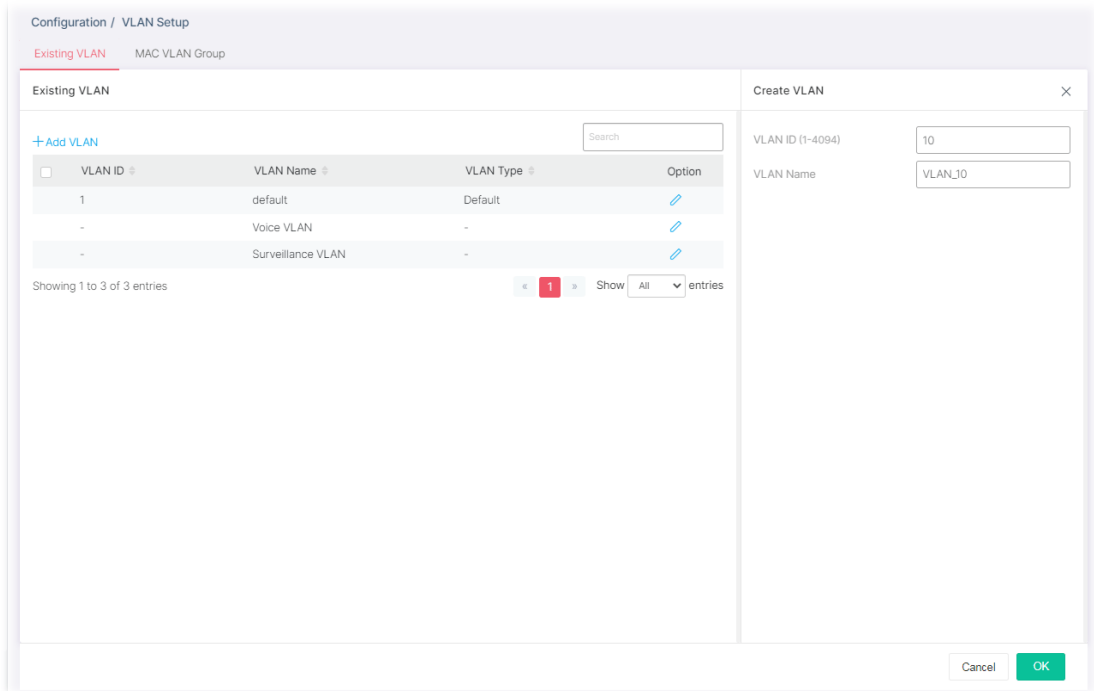 Configuration / VLAN Setup
Existing VLAN MAC VLAN Group
Existing VLAN
+Add VLAN
Search
VLAN ID VLAN Name VLAN Type Option
1 default Default
- Voice VLAN -
- Surveillance VLAN -
Showing 1 to 3 of 3 entries
« 1 » Show All entries
Create VLAN
VLAN ID (1-4094) 10
VLAN Name VLAN_10
Cancel OK